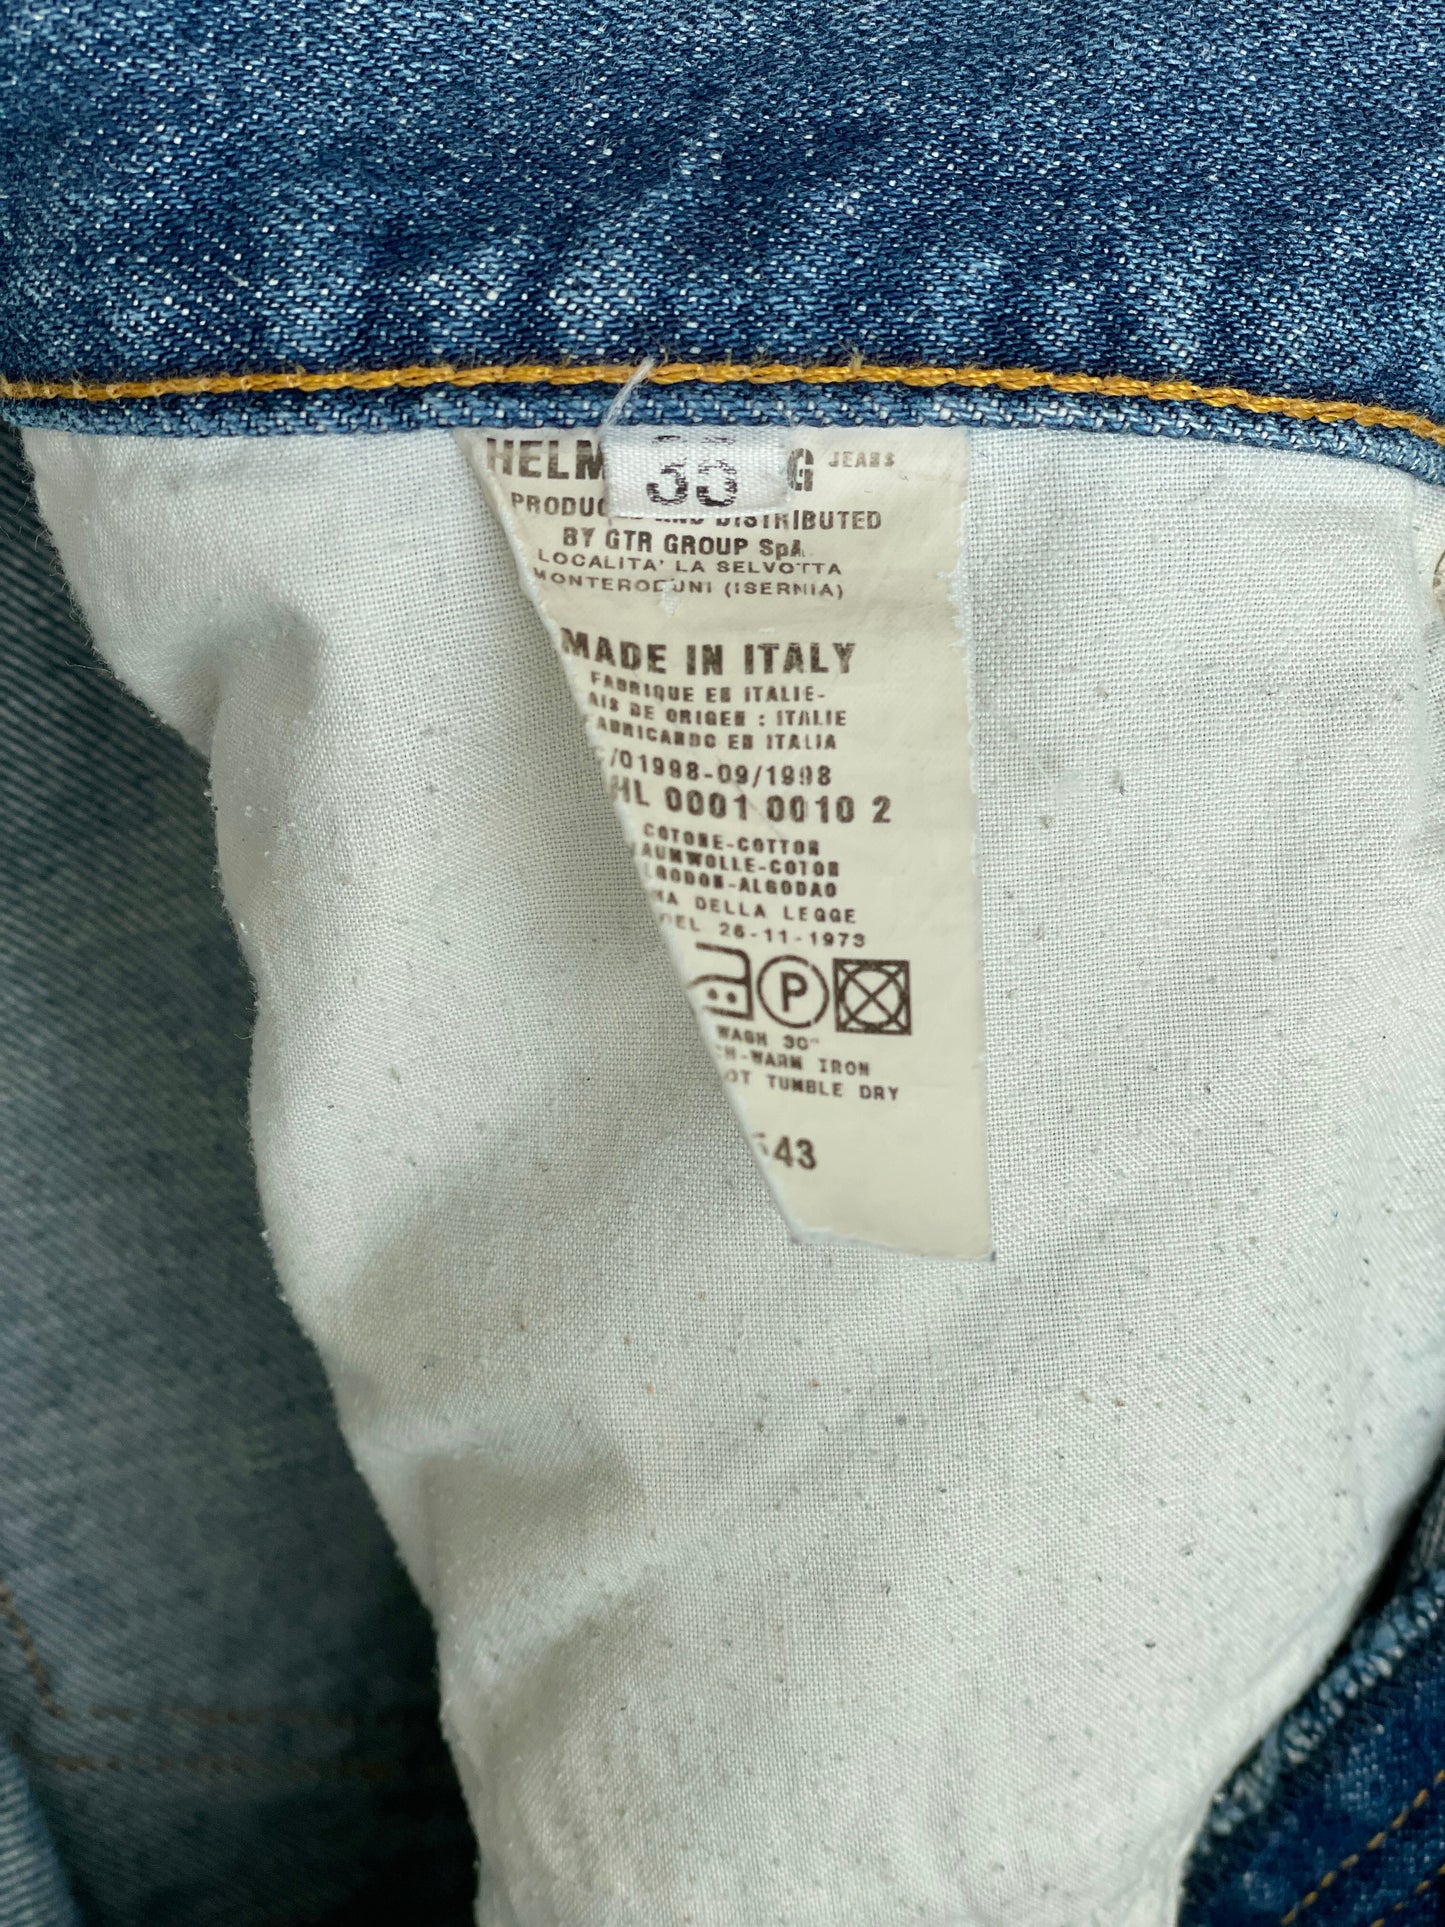 HELM G JEANS
33
PRODUC AND DISTRIBUTED
BY GTR GROUP SpA.
LOCALITA' LA SELVOTTA
MONTERODUNI (ISERNIA)
MADE IN ITALY
FABRIQUE EN ITALIE-
AIS DE ORIGEN : ITALIE
FABRICANDO EN ITALIA
/01998-09/1998
HL 0001 0010 2
COTONE-COTTON
AUMWOLLE-COTON
LGODON-ALGODAO
MA DELLA LEGGE
DEL 26-11-1973
P
WASH 30°
H-WARM IRON
OT TUMBLE DRY
543